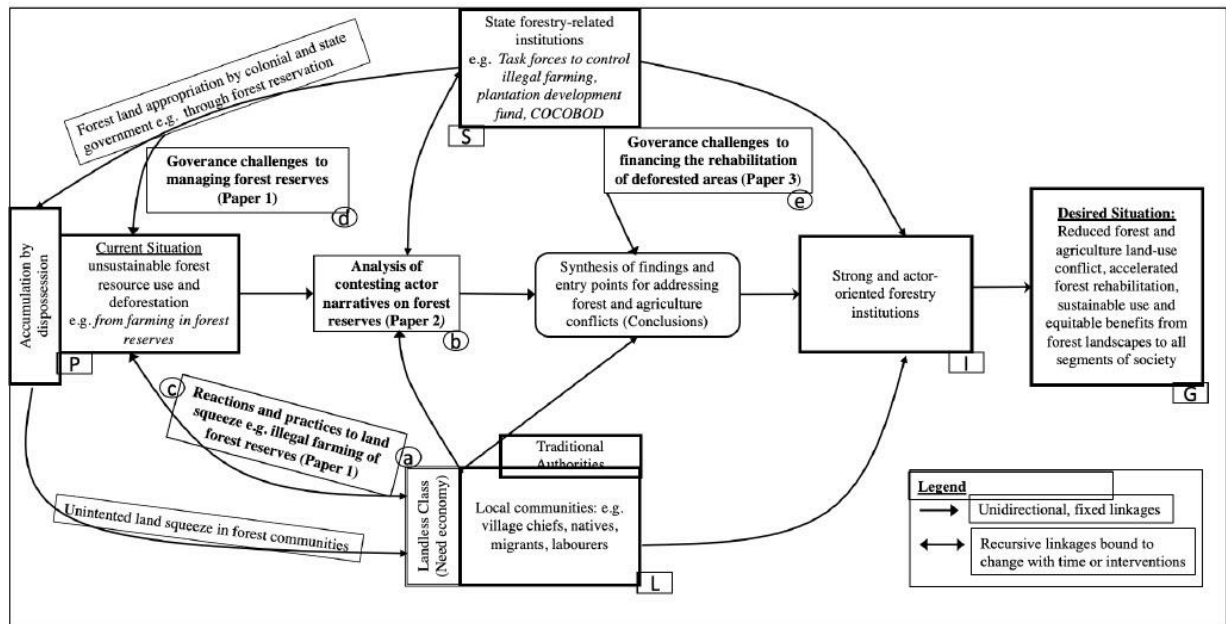 State forestry-related
institutions
e.g. Task forces to control
illegal farming,
plantation development
fund, COCOBOD
S
Forest land appropriation by colonial and state
government e.g. through forest reservation
Goverance challenges to
managing forest reserves
(Paper 1)
d
Goverance challenges to
financing the rehabilitation
of deforested areas (Paper 3)
e
Accumulation by
dispossession
Current Situation
unsustainable forest
resource use and
deforestation
e.g. from farming in forest
reserves
P
Analysis of
contesting actor
narratives on forest
reserves (Paper 2)
b
Synthesis of findings and
entry points for addressing
forest and agriculture
conflicts (Conclusions)
Strong and actor-
oriented forestry
institutions
I
Desired Situation:
Reduced forest and
agriculture land-use
conflict, accelerated
forest rehabilitation,
sustainable use and
equitable benefits from
forest landscapes to all
segments of society
G
c
Reactions and practices to land
squeeze e.g. illegal farming of
forest reserves (Paper 1)
a
Unintented land squeeze in forest communities
Landless Class
(Need economy)
Traditional
Authorities
Local communities: e.g.
village chiefs, natives,
migrants, labourers
L
Legend
Unidirectional, fixed linkages
Recursive linkages bound to
change with time or interventions